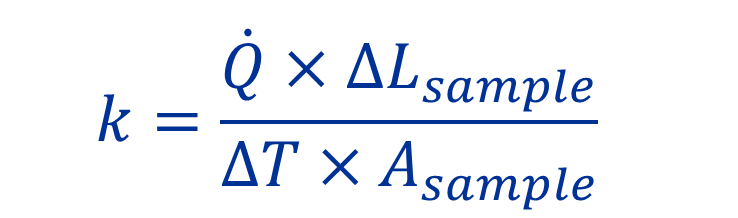 k = Q̇ × ΔL_sample / ΔT × A_sample